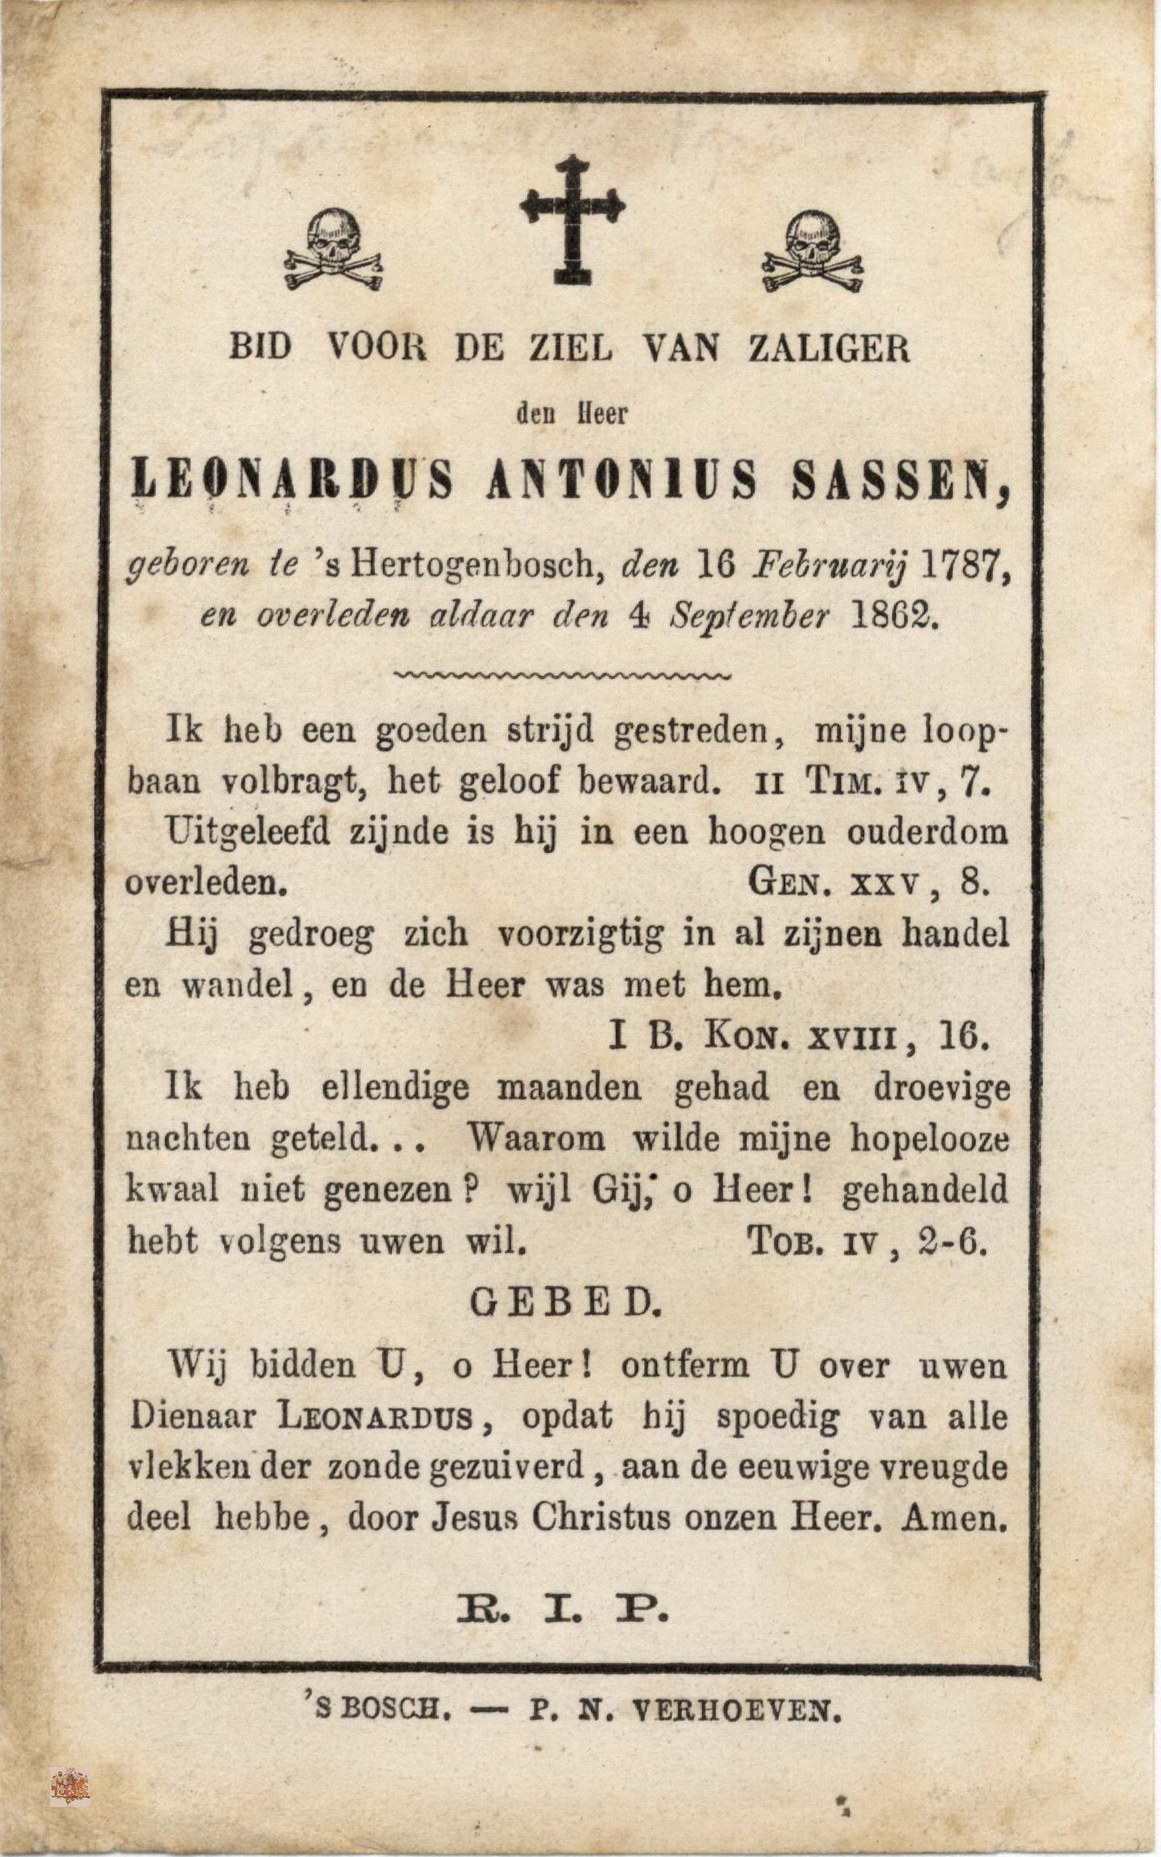 BID VOOR DE ZIEL VAN ZALIGER
den Heer
LEONARDUS ANTONIUS SASSEN,
geboren te 's Hertogenbosch, den 16 Februarij 1787,
en overleden aldaar den 4 September 1862.
Ik heb een goeden strijd gestreden, mijne loop-
baan volbragt, het geloof bewaard. II TIM. IV, 7.
Uitgeleefd zijnde is hij in een hoogen ouderdom
overleden. GEN. XXV, 8.
Hij gedroeg zich voorzigtig in al zijnen handel
en wandel, en de Heer was met hem.
I B. KON. XVIII, 16.
Ik heb ellendige maanden gehad en droevige
nachten geteld... Waarom wilde mijne hopelooze
kwaal niet genezen? wijl Gij, o Heer! gehandeld
hebt volgens uwen wil. TOB. IV, 2-6.
GEBED.
Wij bidden U, o Heer! ontferm U over uwen
Dienaar LEONARDUS, opdat hij spoedig van alle
vlekken der zonde gezuiverd, aan de eeuwige vreugde
deel hebbe, door Jesus Christus onzen Heer. Amen.
R. I. P.
'S BOSCH. — P. N. VERHOEVEN.